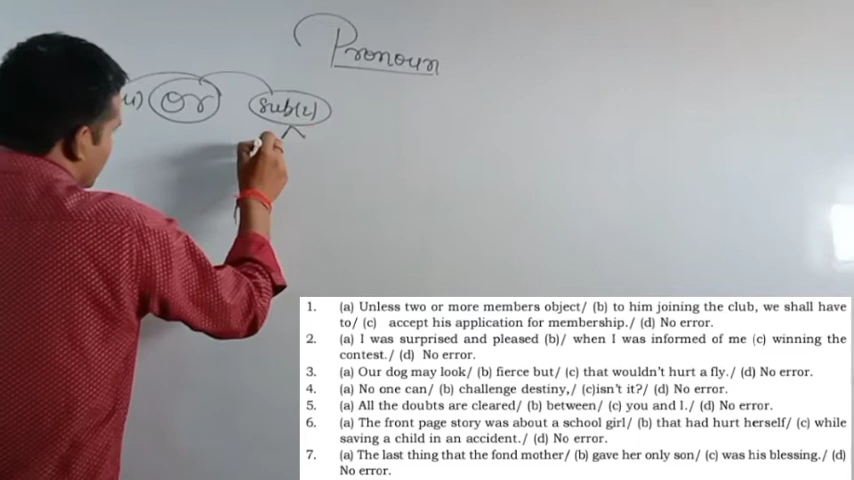 Pronoun
or
sub(2)
1. (a) Unless two or more members object/ (b) to him joining the club, we shall have
to/ (c) accept his application for membership./ (d) No error.
2. (a) I was surprised and pleased (b)/ when I was informed of me (c) winning the
contest./ (d) No error.
3. (a) Our dog may look/ (b) fierce but/ (c) that wouldn't hurt a fly./ (d) No error.
4. (a) No one can/ (b) challenge destiny,/ (c)isn't it?/ (d) No error.
5. (a) All the doubts are cleared/ (b) between/ (c) you and I./ (d) No error.
6. (a) The front page story was about a school girl/ (b) that had hurt herself/ (c) while
saving a child in an accident./ (d) No error.
7. (a) The last thing that the fond mother/ (b) gave her only son/ (c) was his blessing./ (d)
No error.